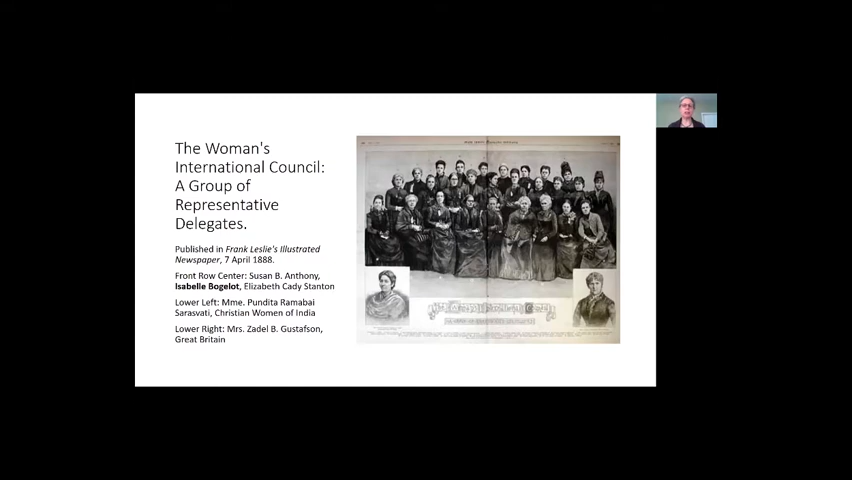 The Woman's
International Council:
A Group of
Representative
Delegates.
Published in Frank Leslie's Illustrated
Newspaper, 7 April 1888.
Front Row Center: Susan B. Anthony,
Isabelle Bogelot, Elizabeth Cady Stanton
Lower Left: Mme. Pundita Ramabai
Sarasvati, Christian Women of India
Lower Right: Mrs. Zadel B. Gustafson,
Great Britain